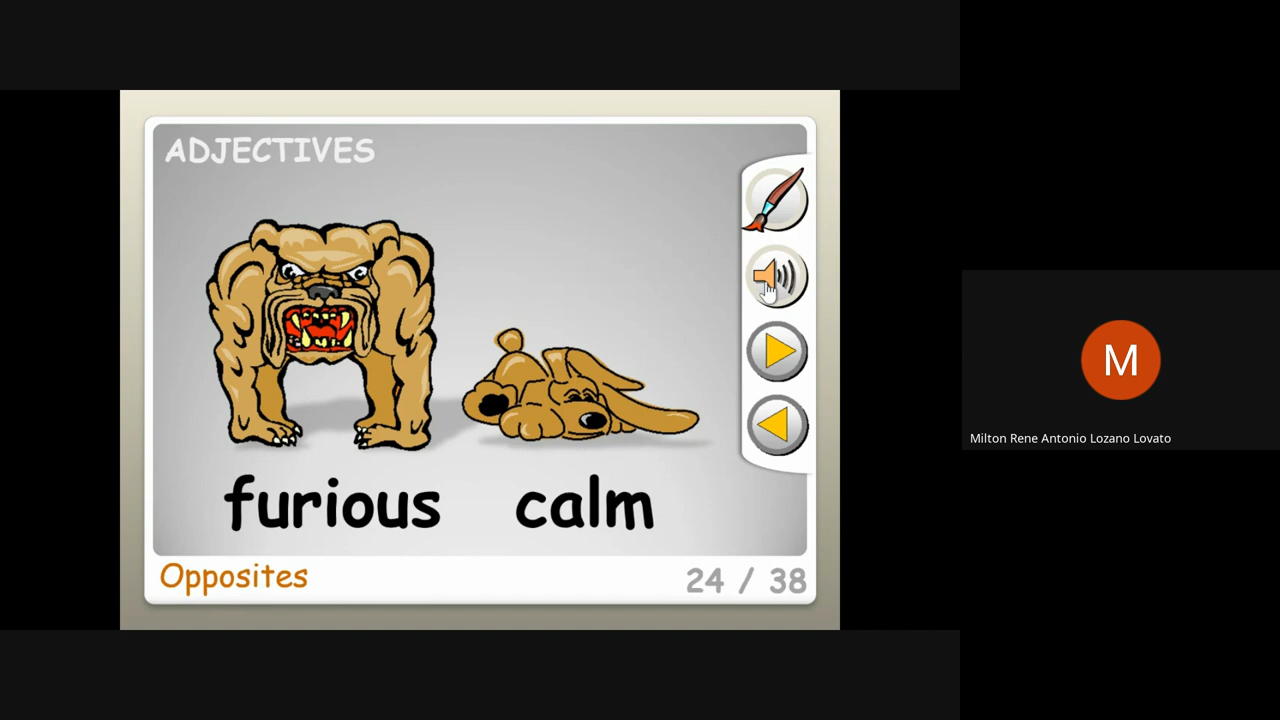 ADJECTIVES
furious calm
Opposites
24 / 38
M
Milton Rene Antonio Lozano Lovato